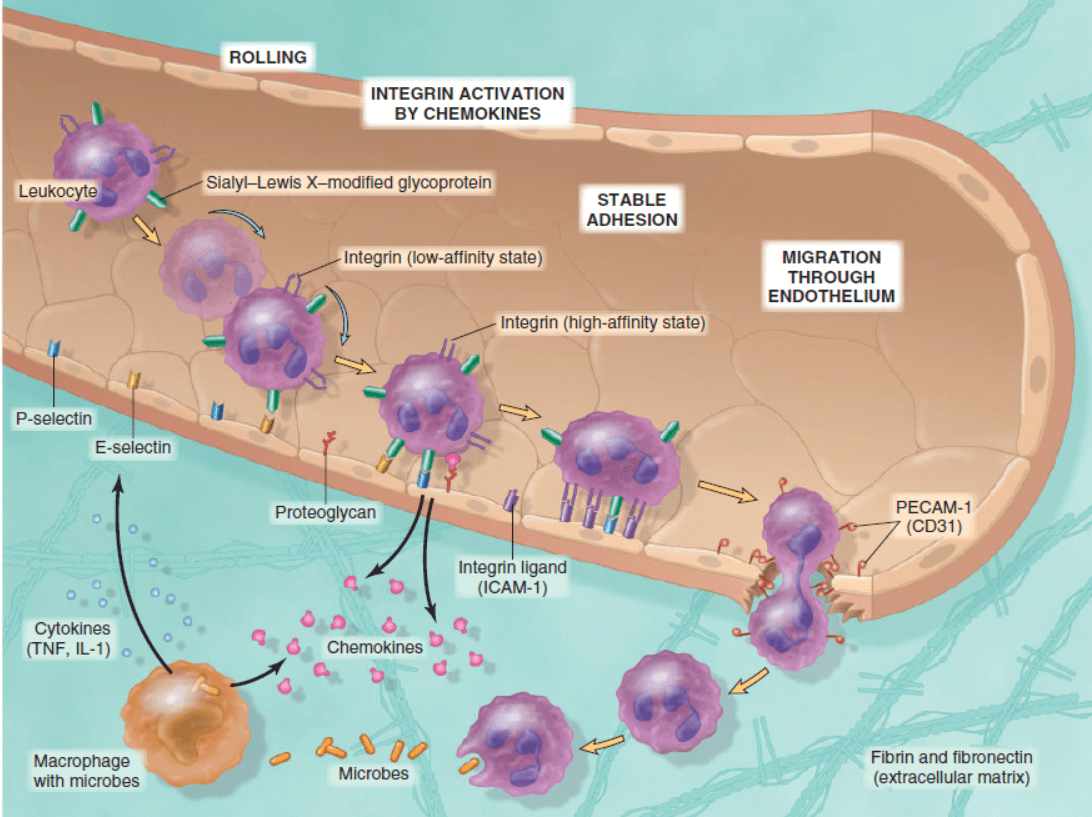 ROLLING
INTEGRIN ACTIVATION
BY CHEMOKINES
Leukocyte
Sialyl–Lewis X–modified glycoprotein
STABLE
ADHESION
Integrin (low-affinity state)
MIGRATION
THROUGH
ENDOTHELIUM
Integrin (high-affinity state)
P-selectin
E-selectin
Proteoglycan
PECAM-1
(CD31)
Integrin ligand
(ICAM-1)
Cytokines
(TNF, IL-1)
Chemokines
Macrophage
with microbes
Microbes
Fibrin and fibronectin
(extracellular matrix)